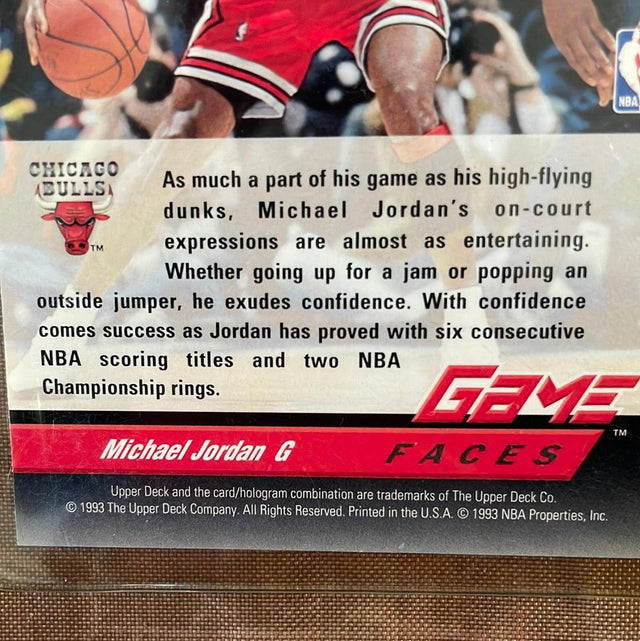 NBA
CHICAGO
BULLS
TM
As much a part of his game as his high-flying
dunks, Michael Jordan's on-court
expressions are almost as entertaining.
Whether going up for a jam or popping an
outside jumper, he exudes confidence. With confidence
comes success as Jordan has proved with six consecutive
NBA scoring titles and two NBA
Championship rings.
GAME
FACES
TM
Michael Jordan G
Upper Deck and the card/hologram combination are trademarks of The Upper Deck Co.
© 1993 The Upper Deck Company. All Rights Reserved. Printed in the U.S.A. © 1993 NBA Properties, Inc.